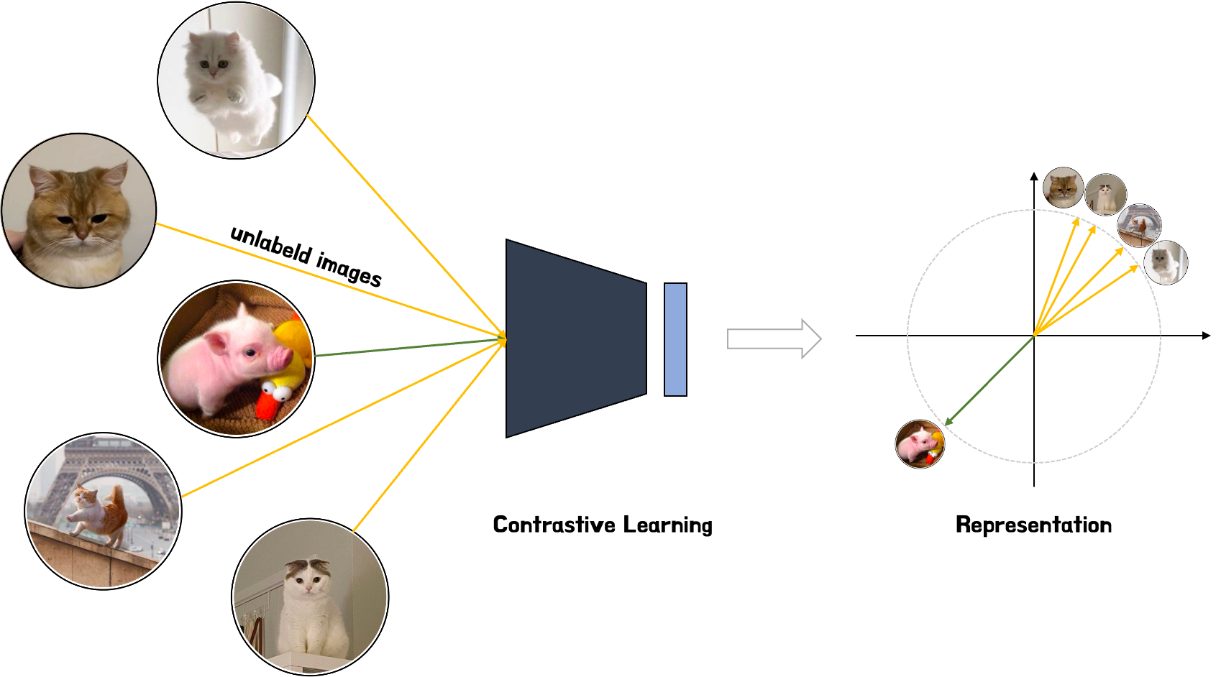 unlabeld images
Contrastive Learning
Representation